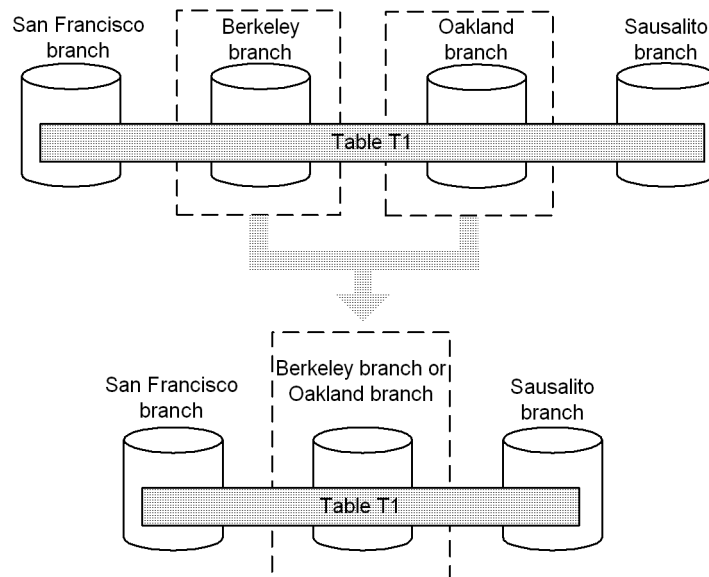 San Francisco
branch
Berkeley
branch
Oakland
branch
Sausalito
branch
Table T1
Berkeley branch or
Oakland branch
San Francisco
branch
Sausalito
branch
Table T1